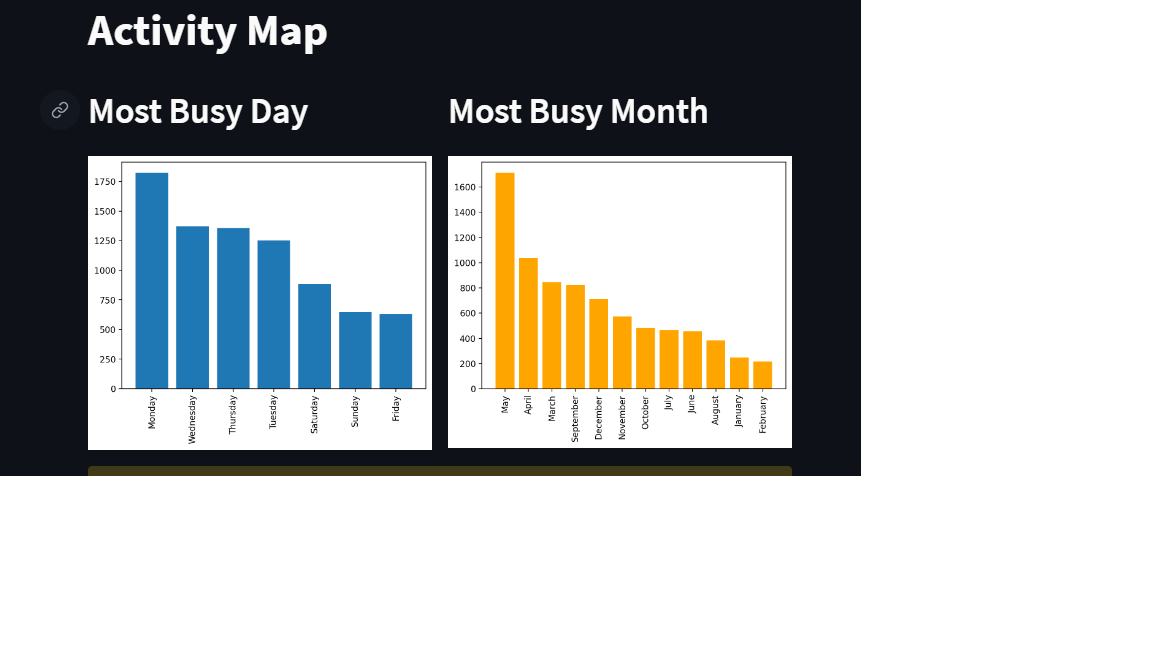 Activity Map
Most Busy Day
Most Busy Month
1750
1500
1250
1000
750
500
250
0
Monday
Wednesday
Thursday
Tuesday
Saturday
Sunday
Friday
1600
1400
1200
1000
800
600
400
200
0
May
April
March
September
December
November
October
July
June
August
January
February